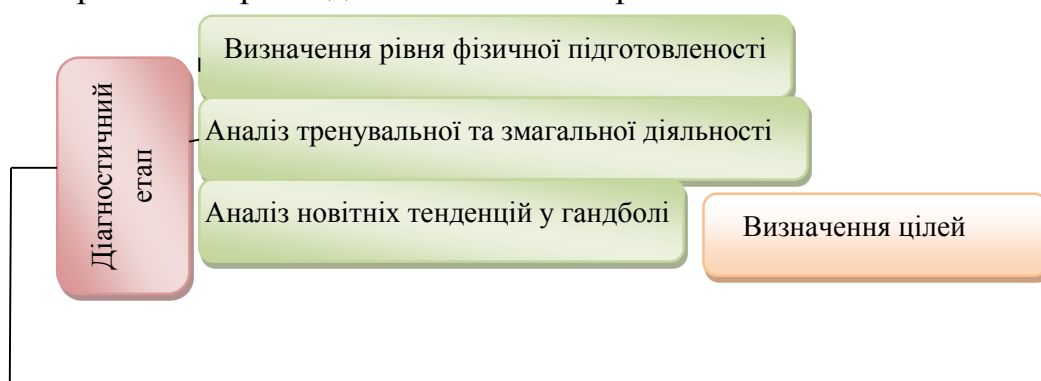 Визначення рівня фізичної підготовленості
Діагностичний
етап
Аналіз тренувальної та змагальної діяльності
Аналіз новітніх тенденцій у гандболі
Визначення цілей